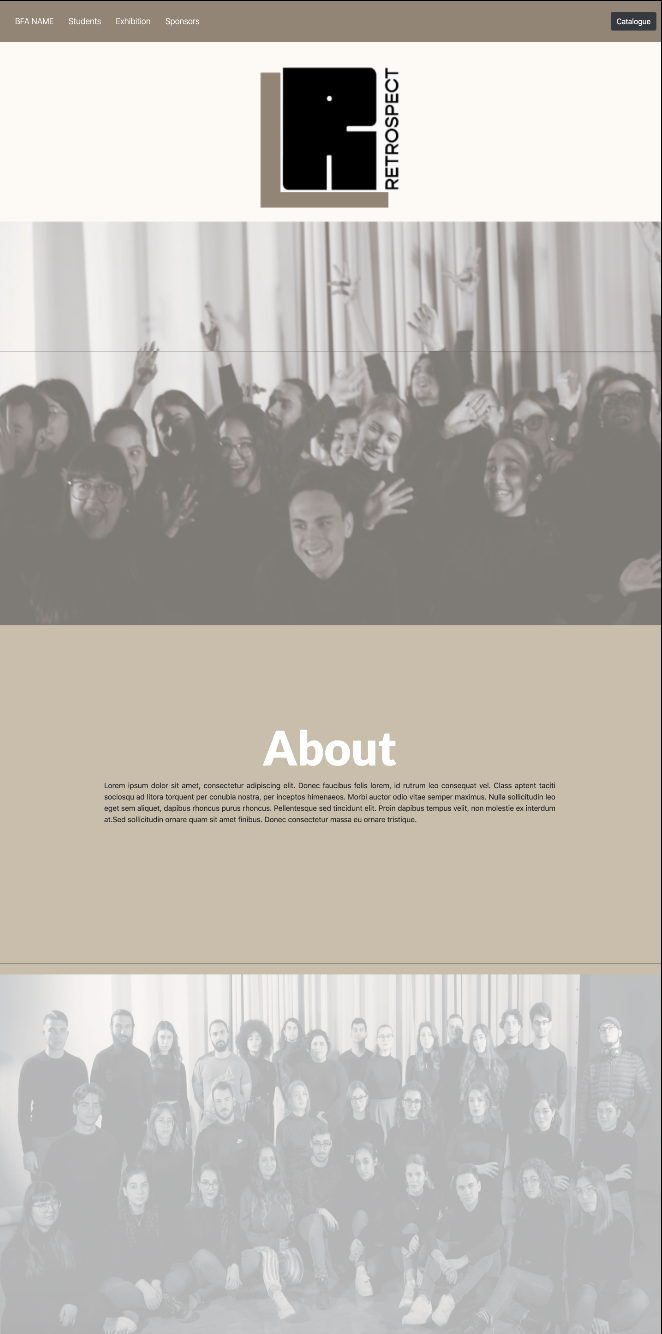 BFA NAME Students Exhibition Sponsors Catalogue
RETROSPECT
About
Lorem ipsum dolor sit amet, consectetur adipiscing elit. Donec faucibus felis lorem, id rutrum leo consequat vel. Class aptent taciti
sociosqu ad litora torquent per conubia nostra, per inceptos himenaeos. Morbi auctor odio vitae semper maximus. Nulla sollicitudin leo
eget sem aliquet, dapibus rhoncus purus rhoncus. Pellentesque sed tincidunt elit. Proin dapibus tempus velit, non molestie ex interdum
at.Sed sollicitudin ornare quam sit amet finibus. Donec consectetur massa eu ornare tristique.